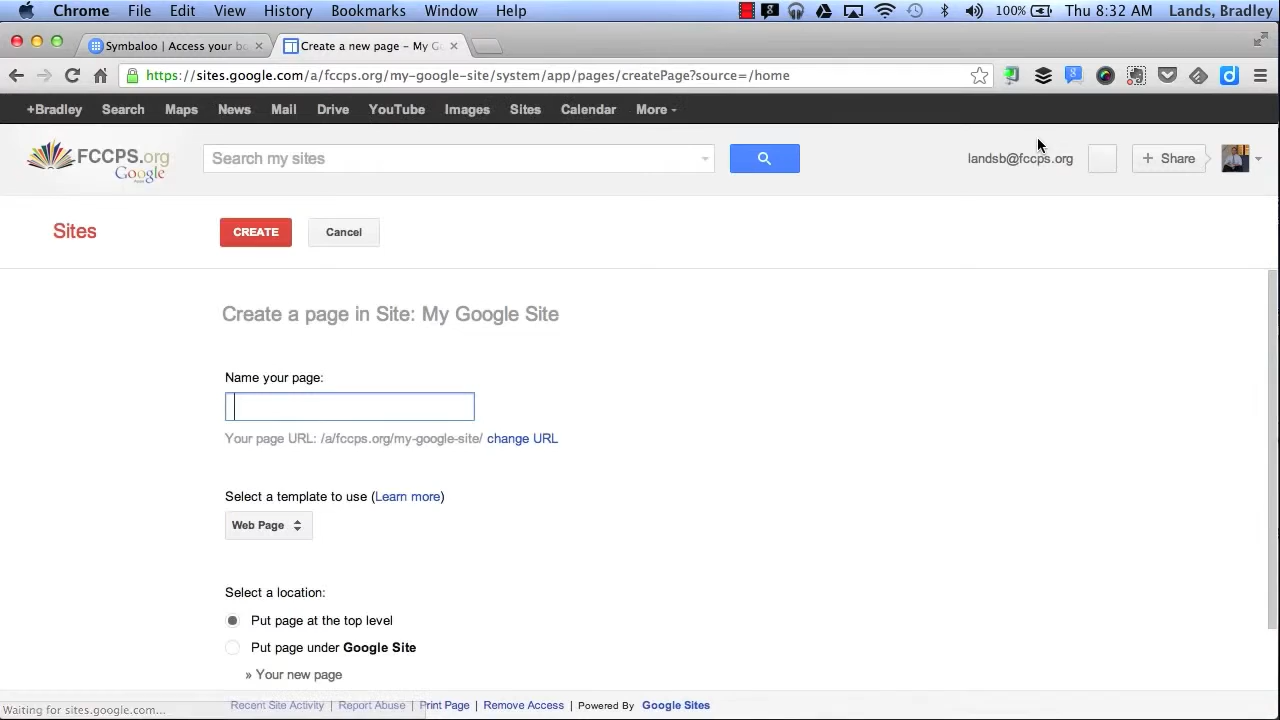 Chrome File Edit View History Bookmarks Window Help 100% Thu 8:32 AM Lands, Bradley
Symbaloo | Access your bo Create a new page - My Go
https://sites.google.com/a/fccps.org/my-google-site/system/app/pages/createPage?source=/home
+Bradley Search Maps News Mail Drive YouTube Images Sites Calendar More
FCCPS.org Search my sites landsb@fccps.org + Share
Google
Sites CREATE Cancel
Create a page in Site: My Google Site
Name your page:
Your page URL: /a/fccps.org/my-google-site/ change URL
Select a template to use (Learn more)
Web Page
Select a location:
Put page at the top level
Put page under Google Site
» Your new page
Waiting for sites.google.com... Recent Site Activity | Report Abuse | Print Page | Remove Access | Powered By Google Sites